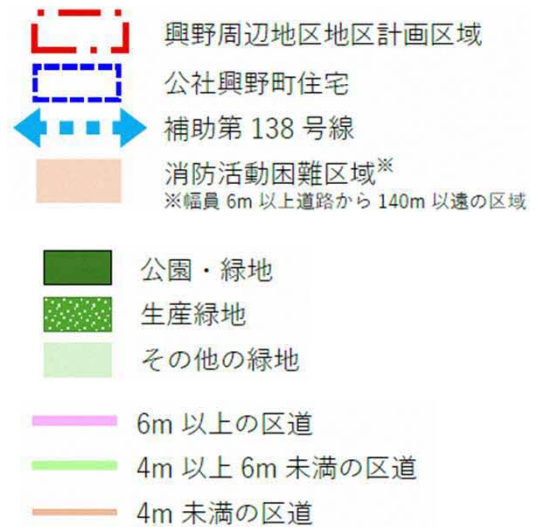 興野周辺地区地区計画区域
公社興野町住宅
補助第 138 号線
消防活動困難区域※
※幅員 6m 以上道路から 140m 以遠の区域
公園・緑地
生産緑地
その他の緑地
6m 以上の区道
4m 以上 6m 未満の区道
4m 未満の区道